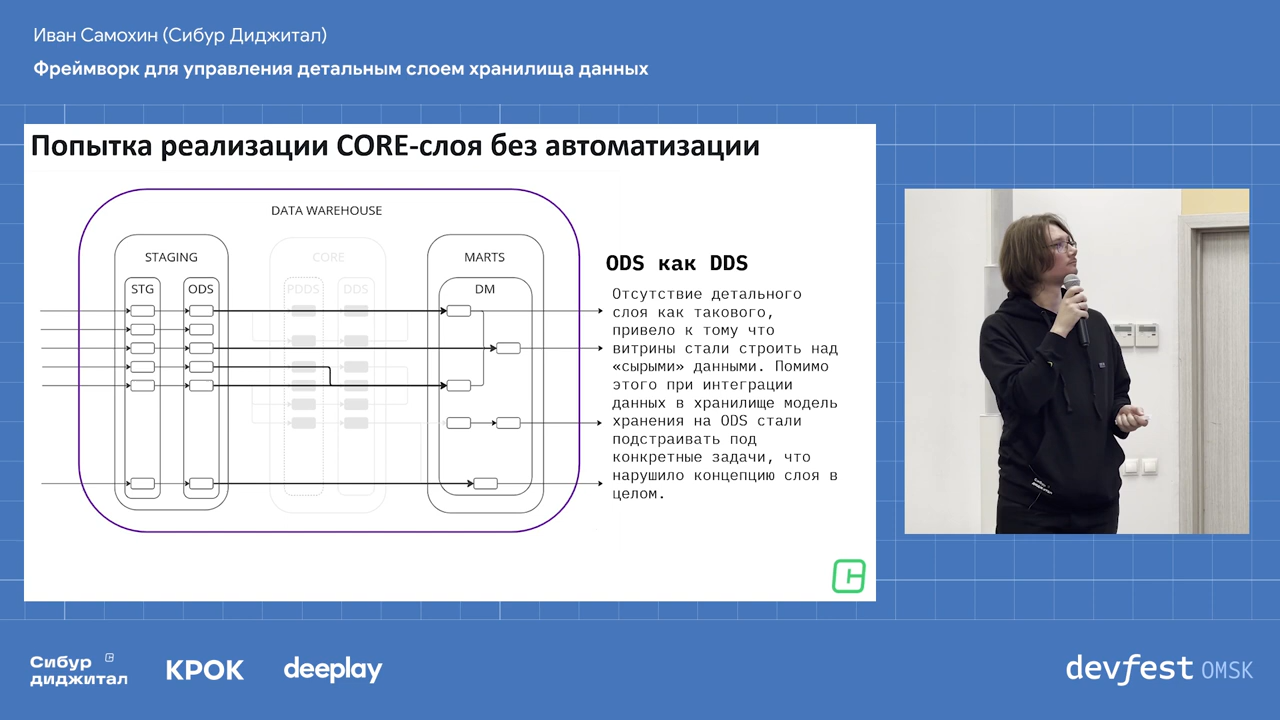 Иван Самохин (Сибур Диджитал)
Фреймворк для управления детальным слоем хранилища данных
Попытка реализации CORE-слоя без автоматизации
DATA WAREHOUSE
STAGING
CORE
MARTS
STG
ODS
PDDS
DDS
DM
ODS как DDS
Отсутствие детального
слоя как такового,
привело к тому что
витрины стали строить над
«сырыми» данными. Помимо
этого при интеграции
данных в хранилище модель
хранения на ODS стали
подстраивать под
конкретные задачи, что
нарушило концепцию слоя в
целом.
Сибур
диджитал
КРОК
deeplay
devfest OMSK